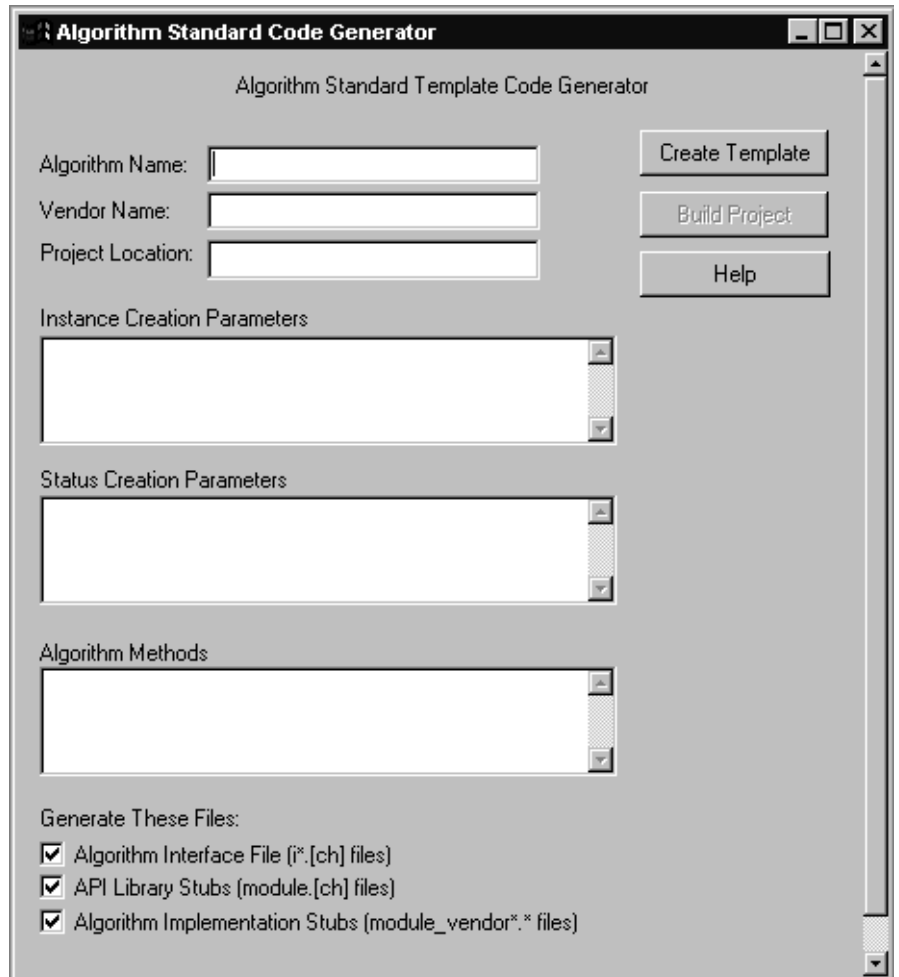 Algorithm Standard Code Generator
Algorithm Standard Template Code Generator
Algorithm Name:
Create Template
Vendor Name:
Build Project
Project Location:
Help
Instance Creation Parameters
Status Creation Parameters
Algorithm Methods
Generate These Files:
Algorithm Interface File (i*.[ch] files)
API Library Stubs (module.[ch] files)
Algorithm Implementation Stubs (module_vendor*.* files)